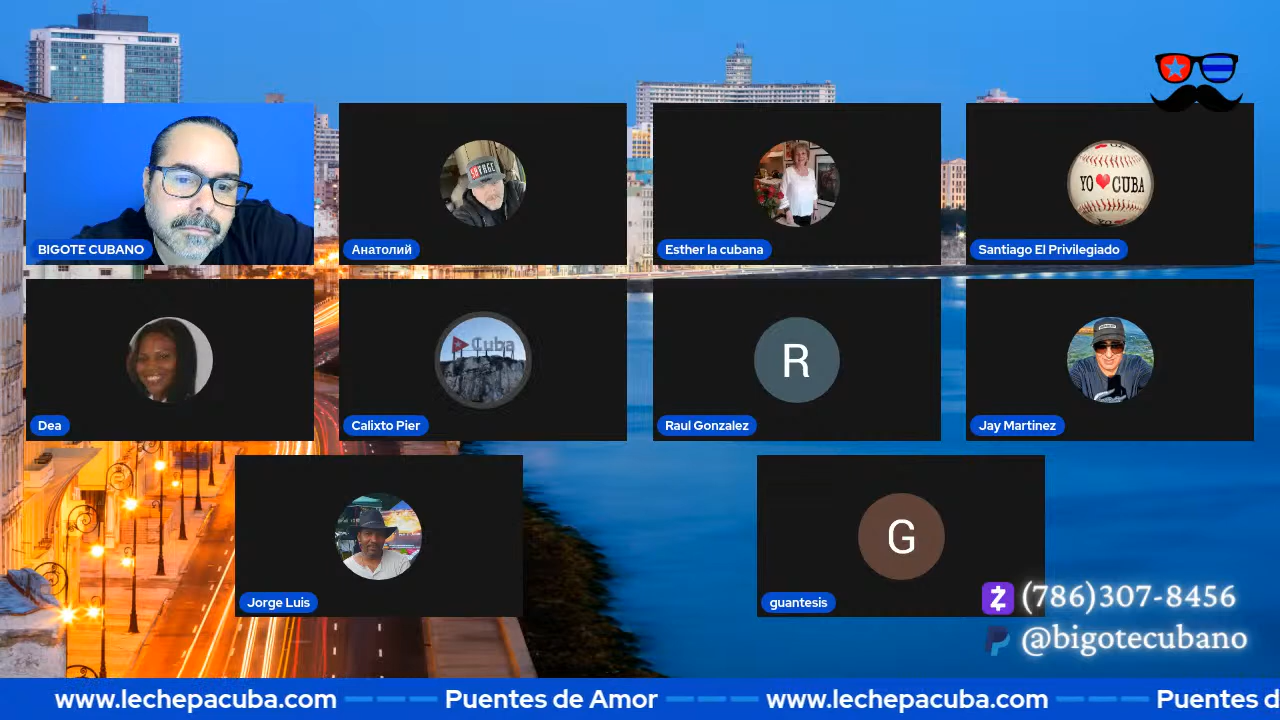 SAVAGE
YO CUBA
BIGOTE CUBANO
Анатолий
Esther la cubana
Santiago El Privilegiado
Cuba
R
Dea
Calixto Pier
Raul Gonzalez
Jay Martinez
G
Jorge Luis
guantesis
(786)307-8456
@bigotecubano
www.lechepacuba.com — — — Puentes de Amor — — — www.lechepacuba.com — — — Puentes d